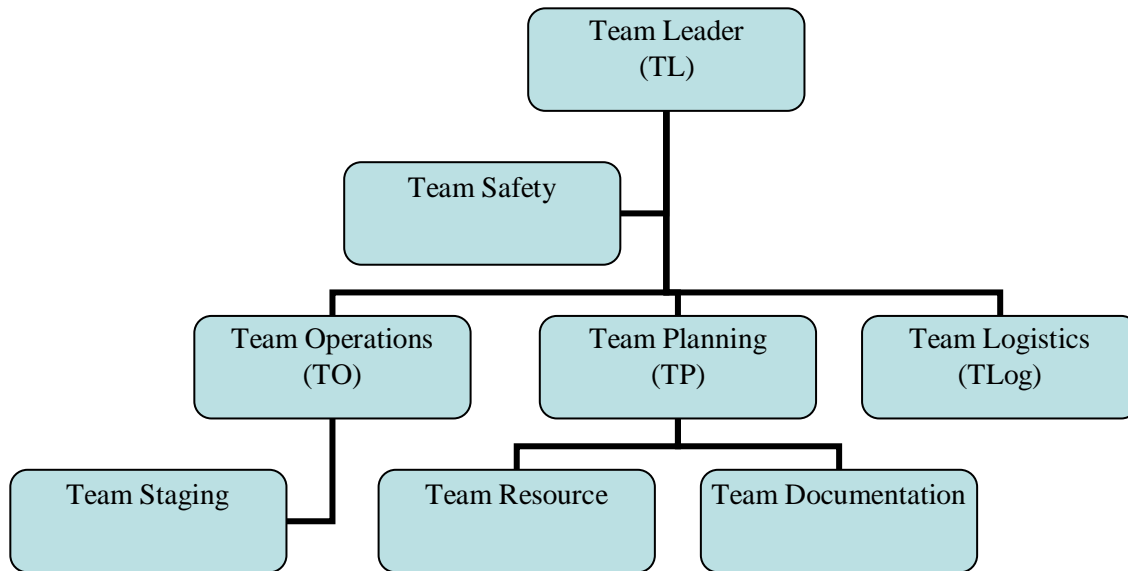 Team Leader
(TL)
Team Safety
Team Operations
(TO)
Team Planning
(TP)
Team Logistics
(TLog)
Team Staging
Team Resource
Team Documentation